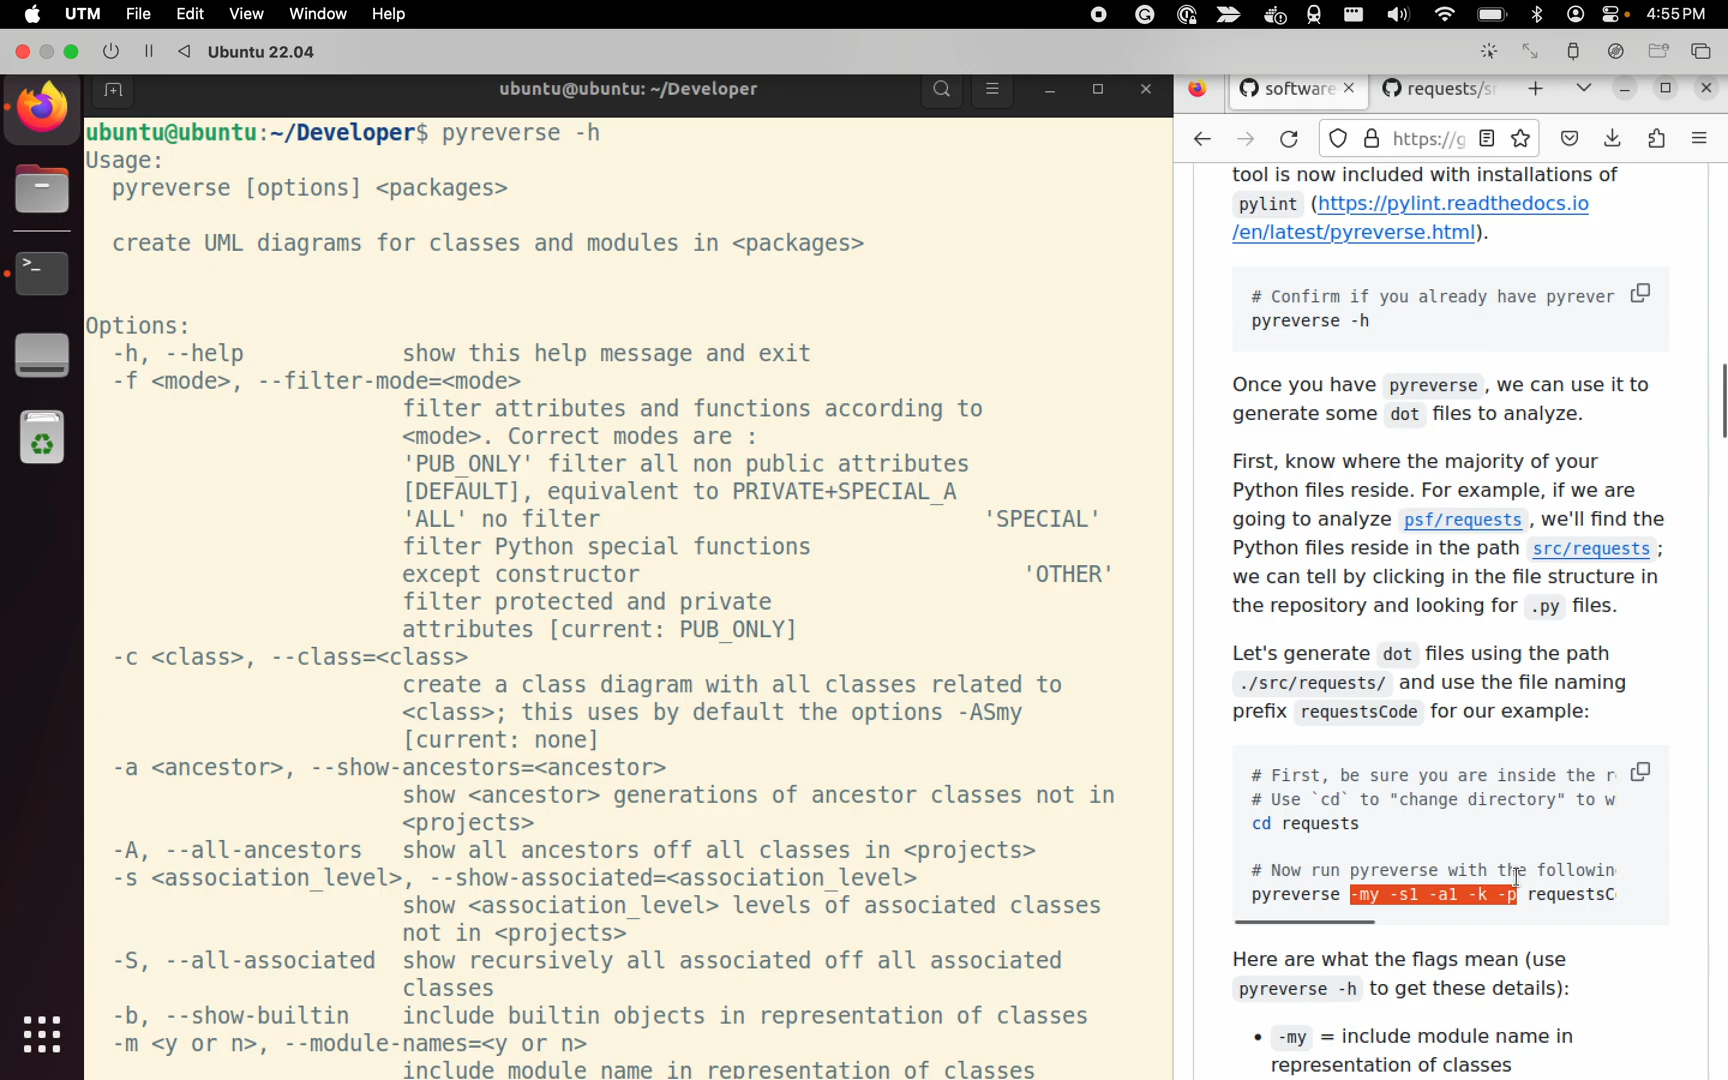 UTM File Edit View Window Help 4:55 PM
Ubuntu 22.04
ubuntu@ubuntu: ~/Developer
ubuntu@ubuntu:~/Developer$ pyreverse -h
Usage:
  pyreverse [options] <packages>
  create UML diagrams for classes and modules in <packages>
Options:
  -h, --help            show this help message and exit
  -f <mode>, --filter-mode=<mode>
                        filter attributes and functions according to
                        <mode>. Correct modes are :
                        'PUB_ONLY' filter all non public attributes
                        [DEFAULT], equivalent to PRIVATE+SPECIAL_A
                        'ALL' no filter                             'SPECIAL'
                        filter Python special functions
                        except constructor                             'OTHER'
                        filter protected and private
                        attributes [current: PUB_ONLY]
  -c <class>, --class=<class>
                        create a class diagram with all classes related to
                        <class>; this uses by default the options -ASmy
                        [current: none]
  -a <ancestor>, --show-ancestors=<ancestor>
                        show <ancestor> generations of ancestor classes not in
                        <projects>
  -A, --all-ancestors   show all ancestors off all classes in <projects>
  -s <association_level>, --show-associated=<association_level>
                        show <association_level> levels of associated classes
                        not in <projects>
  -S, --all-associated  show recursively all associated off all associated
                        classes
  -b, --show-builtin    include builtin objects in representation of classes
  -m <y or n>, --module-names=<y or n>
                        include module name in representation of classes
software
requests/sr
https://g
tool is now included with installations of
pylint (https://pylint.readthedocs.io
/en/latest/pyreverse.html).
# Confirm if you already have pyrever
pyreverse -h
Once you have pyreverse, we can use it to
generate some dot files to analyze.
First, know where the majority of your
Python files reside. For example, if we are
going to analyze psf/requests, we'll find the
Python files reside in the path src/requests;
we can tell by clicking in the file structure in
the repository and looking for .py files.
Let's generate dot files using the path
./src/requests/ and use the file naming
prefix requestsCode for our example:
# First, be sure you are inside the r
# Use `cd` to "change directory" to w
cd requests
# Now run pyreverse with the followin
pyreverse -my -s1 -a1 -k -p requestsC
Here are what the flags mean (use
pyreverse -h to get these details):
• -my = include module name in
representation of classes